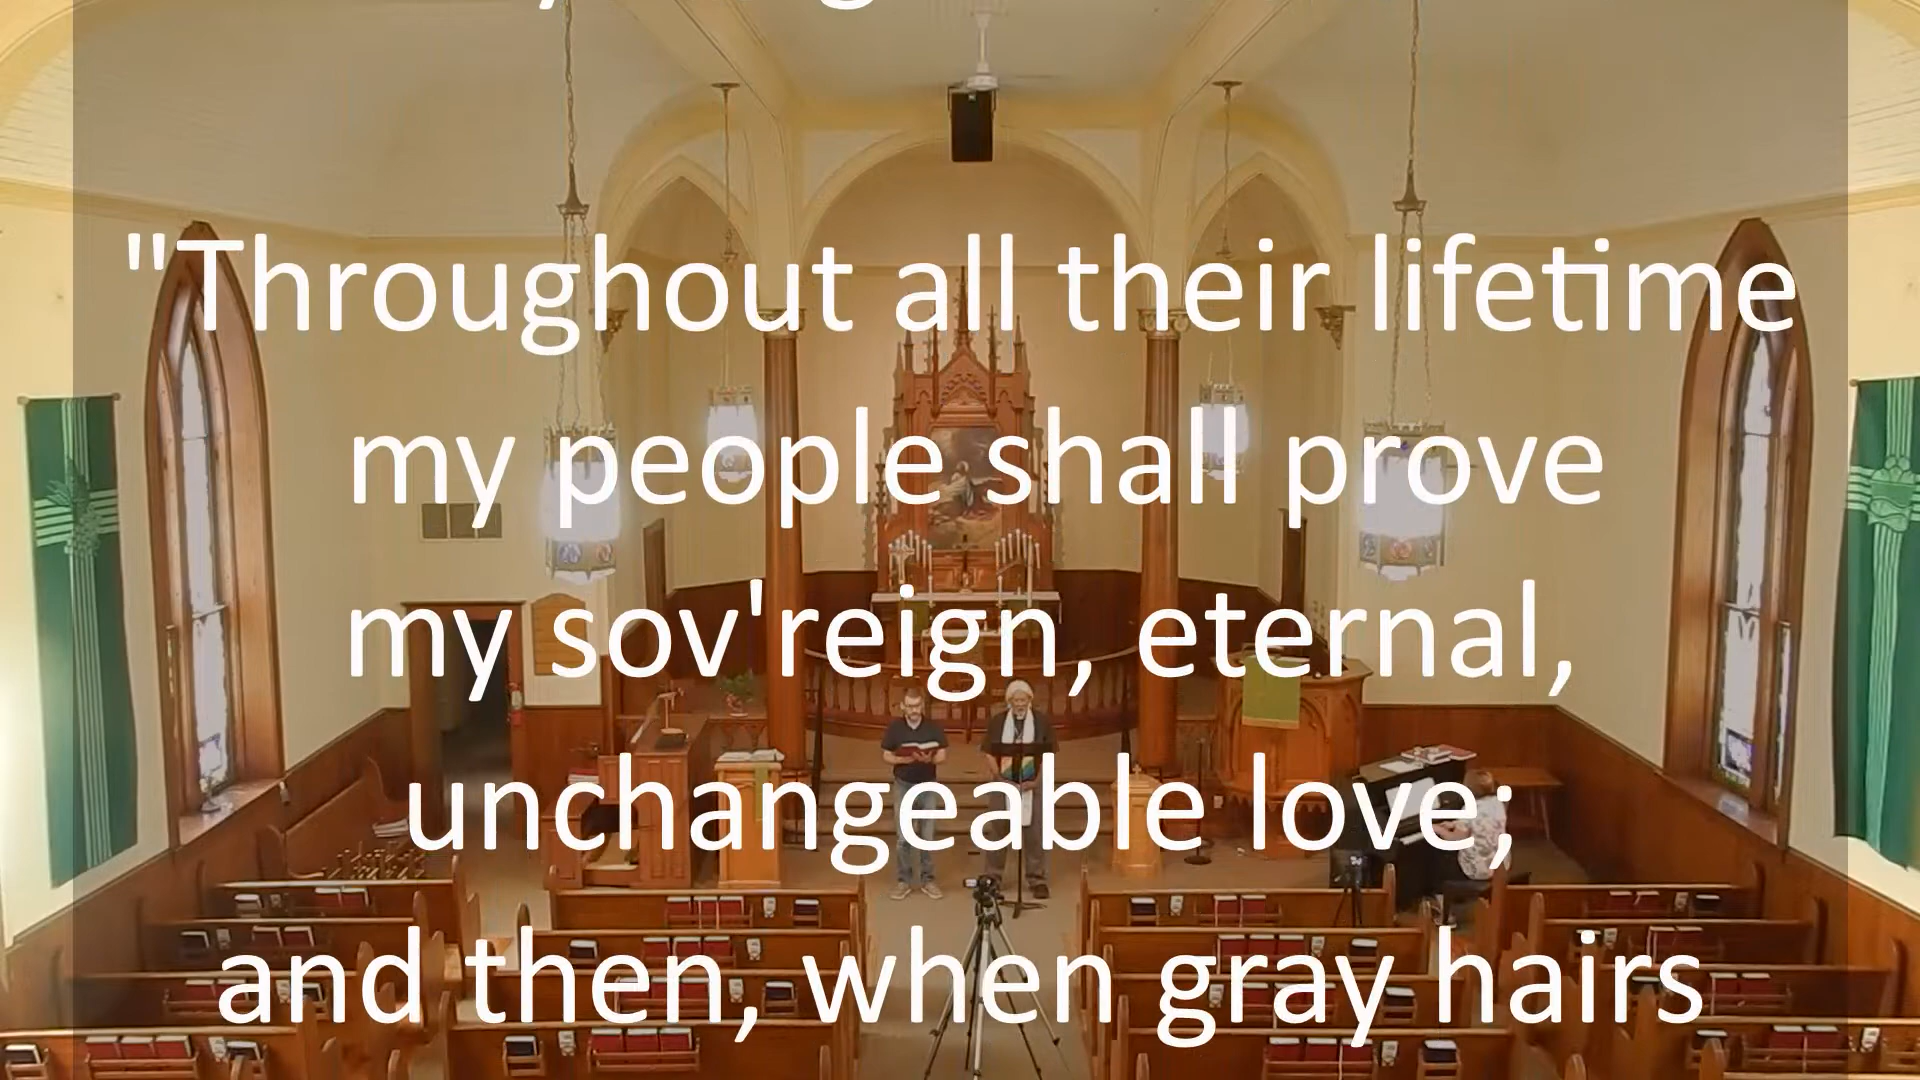 "Throughout all their lifetime
my people shall prove
my sov'reign, eternal,
unchangeable love;
and then, when gray hairs